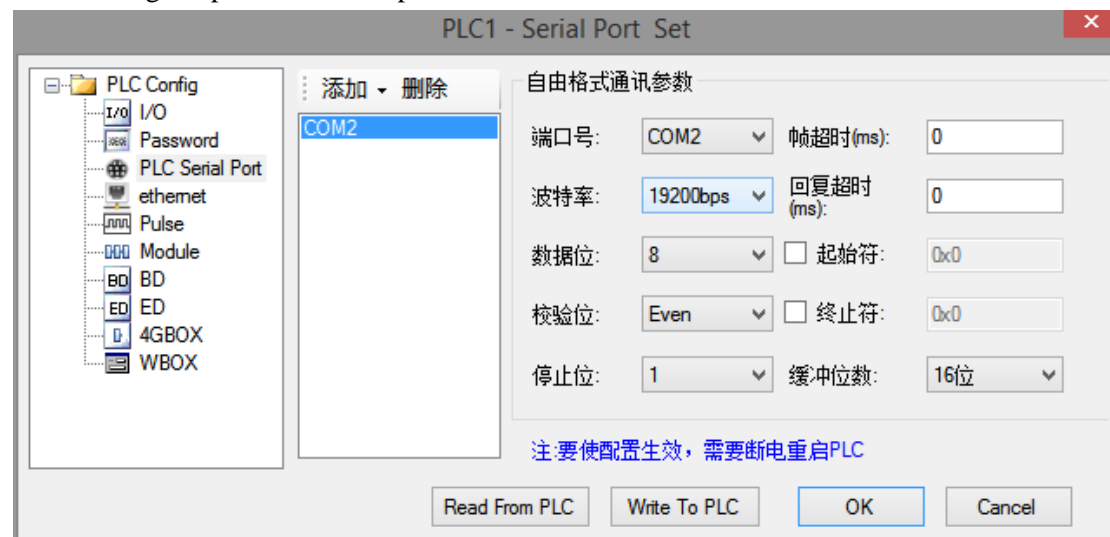 PLC1 - Serial Port Set
PLC Config
I/O
I/O
Password
PLC Serial Port
ethernet
Pulse
Module
BD
BD
ED
ED
4GBOX
WBOX
添加 删除
COM2
自由格式通讯参数
端口号: COM2 帧超时(ms): 0
波特率: 19200bps 回复超时(ms): 0
数据位: 8 起始符: 0x0
校验位: Even 终止符: 0x0
停止位: 1 缓冲位数: 16位
注:要使配置生效，需要断电重启PLC
Read From PLC Write To PLC OK Cancel